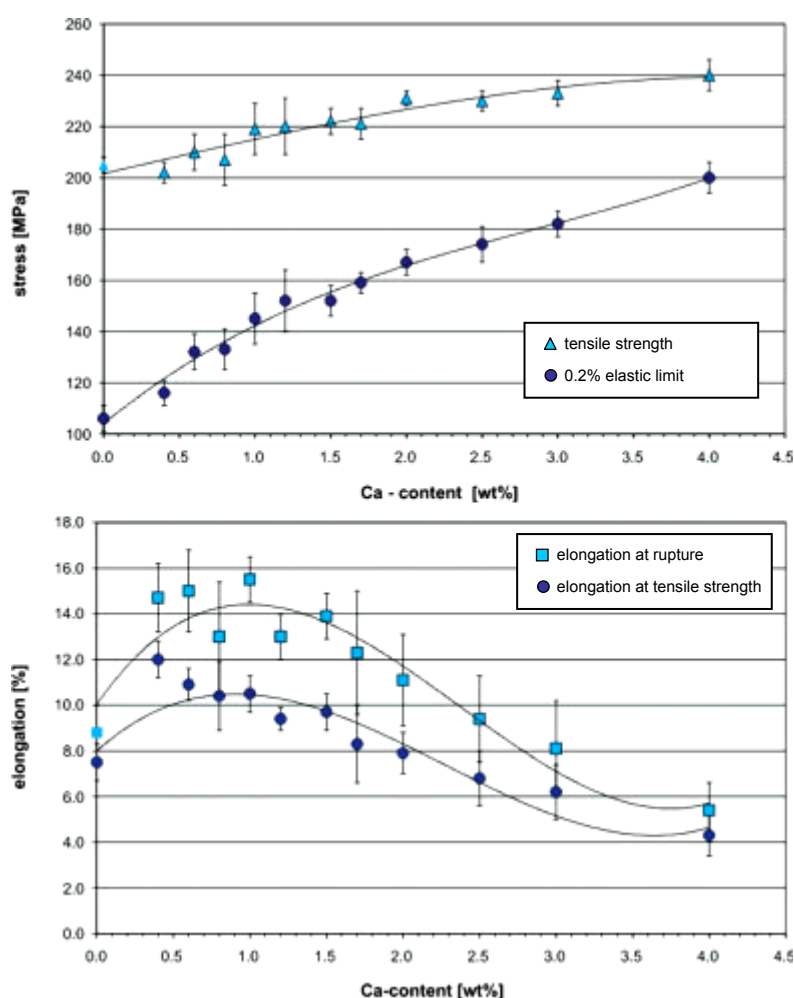 260
240
220
200
180
160
140
120
100
stress [MPa]
tensile strength
0.2% elastic limit
0.0 0.5 1.0 1.5 2.0 2.5 3.0 3.5 4.0 4.5
Ca - content [wt%]
18.0
16.0
14.0
12.0
10.0
8.0
6.0
4.0
2.0
0.0
elongation [%]
elongation at rupture
elongation at tensile strength
0.0 0.5 1.0 1.5 2.0 2.5 3.0 3.5 4.0 4.5
Ca-content [wt%]